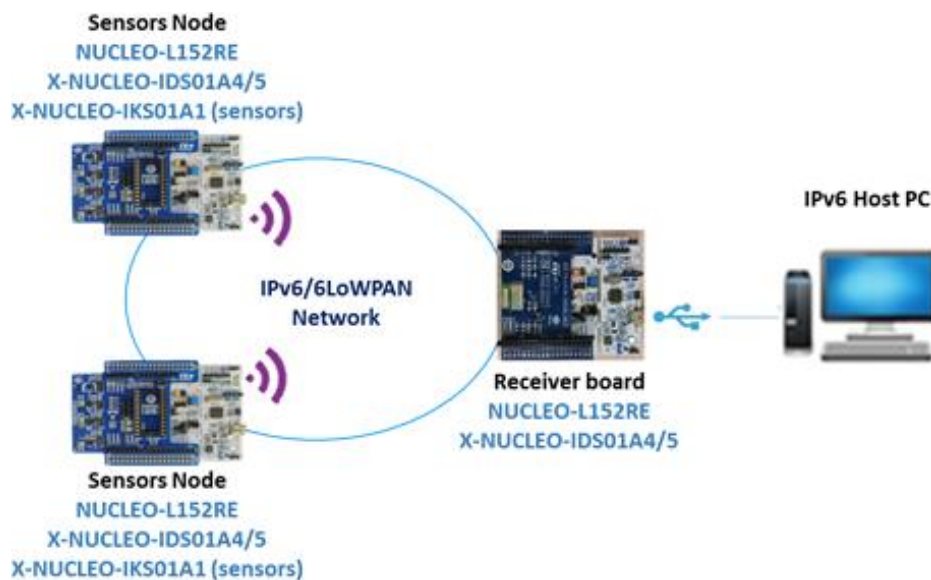 Sensors Node
NUCLEO-L152RE
X-NUCLEO-IDS01A4/5
X-NUCLEO-IKS01A1 (sensors)
IPv6 Host PC
IPv6/6LoWPAN
Network
Receiver board
NUCLEO-L152RE
X-NUCLEO-IDS01A4/5
Sensors Node
NUCLEO-L152RE
X-NUCLEO-IDS01A4/5
X-NUCLEO-IKS01A1 (sensors)